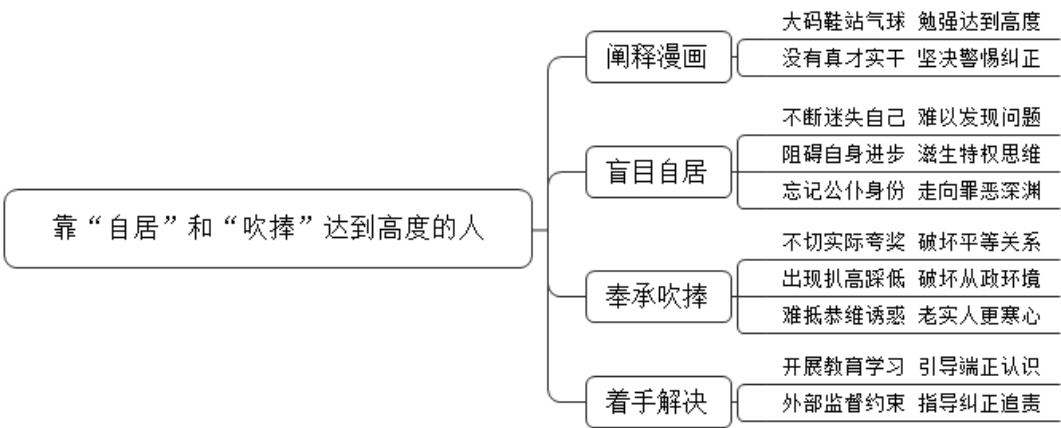 靠“自居”和“吹捧”达到高度的人
阐释漫画
大码鞋站气球 勉强达到高度
没有真才实干 坚决警惕纠正
盲目自居
不断迷失自己 难以发现问题
阻碍自身进步 滋生特权思维
忘记公仆身份 走向罪恶深渊
奉承吹捧
不切实际夸奖 破坏平等关系
出现扒高踩低 破坏从政环境
难抵恭维诱惑 老实人更寒心
着手解决
开展教育学习 引导端正认识
外部监督约束 指导纠正追责